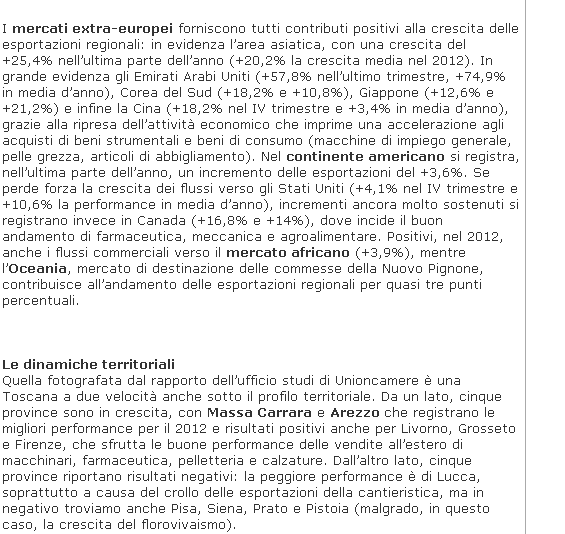 I mercati extra-europei forniscono tutti contributi positivi alla crescita delle
esportazioni regionali: in evidenza l'area asiatica, con una crescita del
+25,4% nell'ultima parte dell'anno (+20,2% la crescita media nel 2012). In
grande evidenza gli Emirati Arabi Uniti (+57,8% nell'ultimo trimestre, +74,9%
in media d'anno), Corea del Sud (+18,2% e +10,8%), Giappone (+12,6% e
+21,2%) e infine la Cina (+18,2% nel IV trimestre e +3,4% in media d'anno),
grazie alla ripresa dell'attività economico che imprime una accelerazione agli
acquisti di beni strumentali e beni di consumo (macchine di impiego generale,
pelle grezza, articoli di abbigliamento). Nel continente americano si registra,
nell'ultima parte dell'anno, un incremento delle esportazioni del +3,6%. Se
perde forza la crescita dei flussi verso gli Stati Uniti (+4,1% nel IV trimestre e
+10,6% la performance in media d'anno), incrementi ancora molto sostenuti si
registrano invece in Canada (+16,8% e +14%), dove incide il buon
andamento di farmaceutica, meccanica e agroalimentare. Positivi, nel 2012,
anche i flussi commerciali verso il mercato africano (+3,9%), mentre
l'Oceania, mercato di destinazione delle commesse della Nuovo Pignone,
contribuisce all'andamento delle esportazioni regionali per quasi tre punti
percentuali.
Le dinamiche territoriali
Quella fotografata dal rapporto dell'ufficio studi di Unioncamere è una
Toscana a due velocità anche sotto il profilo territoriale. Da un lato, cinque
province sono in crescita, con Massa Carrara e Arezzo che registrano le
migliori performance per il 2012 e risultati positivi anche per Livorno, Grosseto
e Firenze, che sfrutta le buone performance delle vendite all'estero di
macchinari, farmaceutica, pelletteria e calzature. Dall'altro lato, cinque
province riportano risultati negativi: la peggiore performance è di Lucca,
soprattutto a causa del crollo delle esportazioni della cantieristica, ma in
negativo troviamo anche Pisa, Siena, Prato e Pistoia (malgrado, in questo
caso, la crescita del florovivaismo).